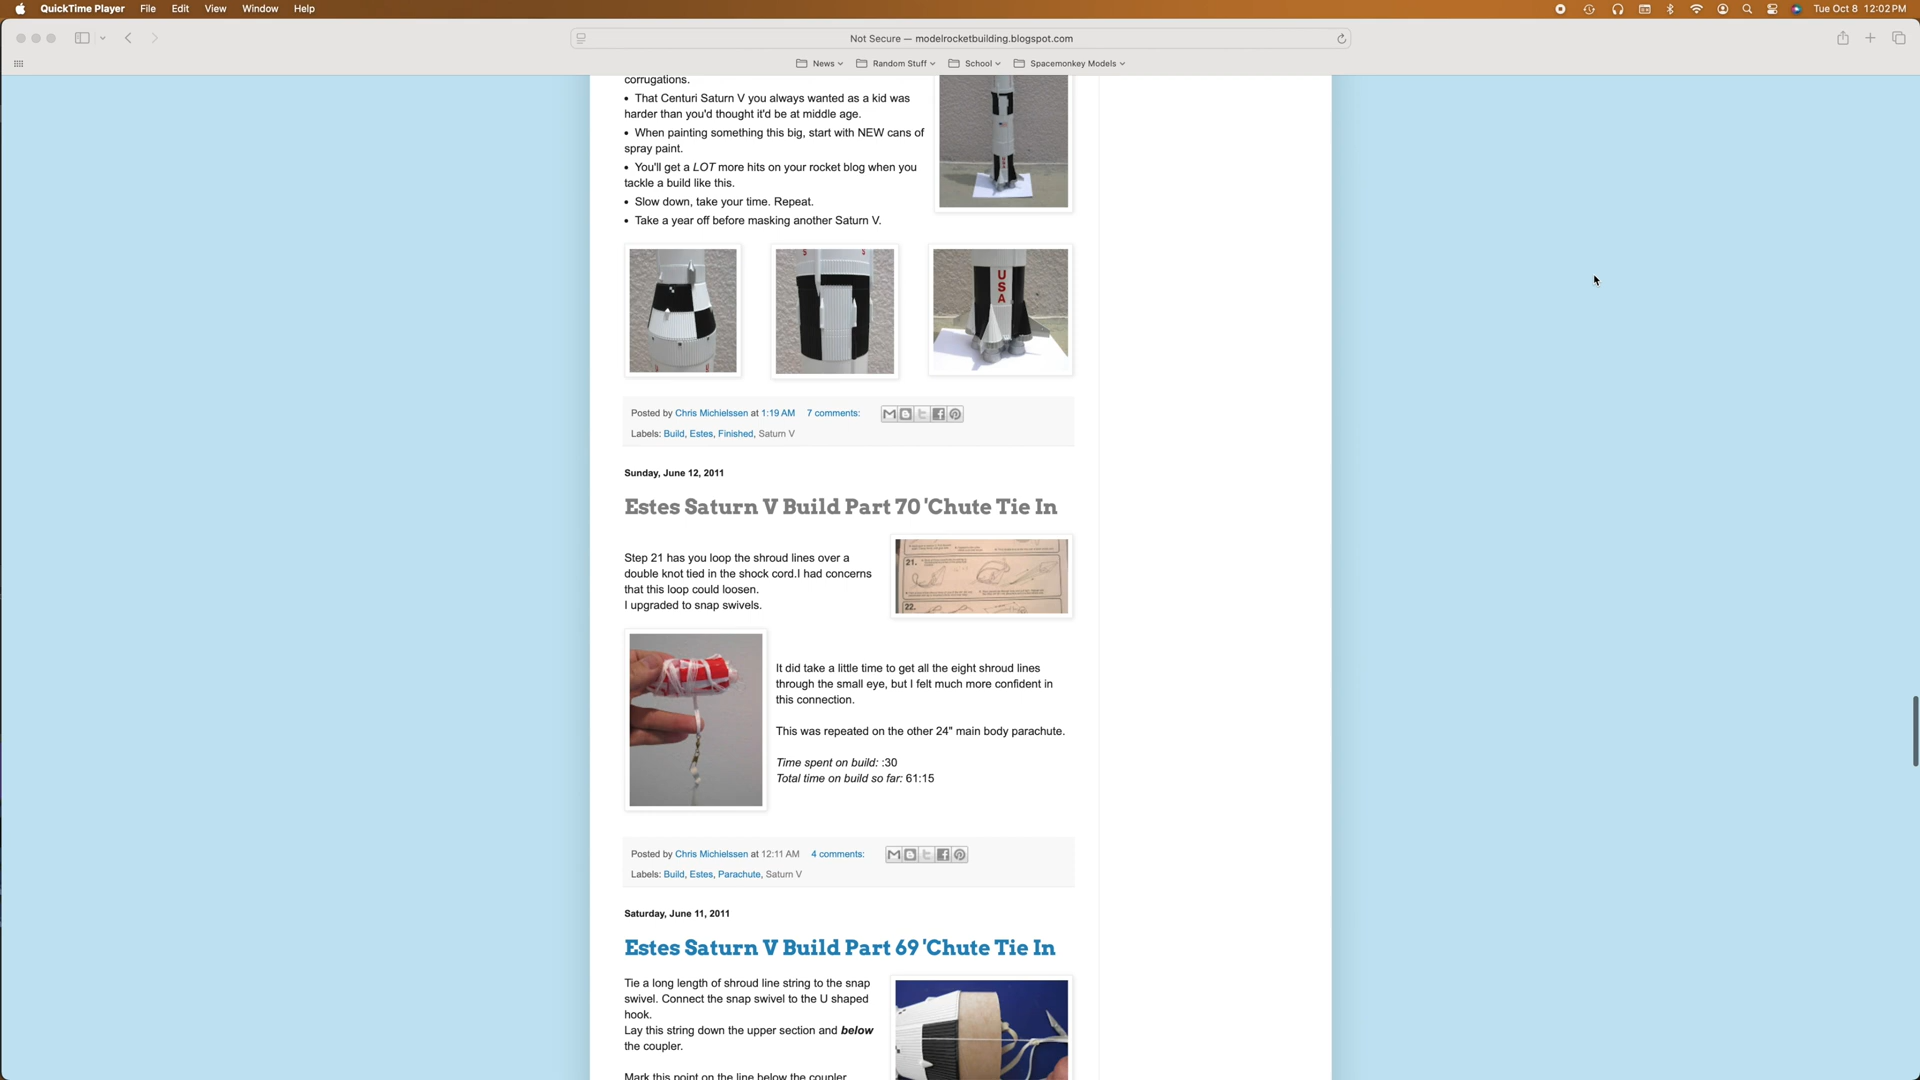 QuickTime Player File Edit View Window Help
Tue Oct 8 12:02 PM
Not Secure — modelrocketbuilding.blogspot.com
News Random Stuff School Spacemonkey Models
corrugations.
• That Centuri Saturn V you always wanted as a kid was
harder than you'd thought it'd be at middle age.
• When painting something this big, start with NEW cans of
spray paint.
• You'll get a LOT more hits on your rocket blog when you
tackle a build like this.
• Slow down, take your time. Repeat.
• Take a year off before masking another Saturn V.
USA
Posted by Chris Michielssen at 1:19 AM 7 comments:
Labels: Build, Estes, Finished, Saturn V
Sunday, June 12, 2011
Estes Saturn V Build Part 70 'Chute Tie In
Step 21 has you loop the shroud lines over a
double knot tied in the shock cord.I had concerns
that this loop could loosen.
I upgraded to snap swivels.
21.
22.
It did take a little time to get all the eight shroud lines
through the small eye, but I felt much more confident in
this connection.
This was repeated on the other 24" main body parachute.
Time spent on build: :30
Total time on build so far: 61:15
Posted by Chris Michielssen at 12:11 AM 4 comments:
Labels: Build, Estes, Parachute, Saturn V
Saturday, June 11, 2011
Estes Saturn V Build Part 69 'Chute Tie In
Tie a long length of shroud line string to the snap
swivel. Connect the snap swivel to the U shaped
hook.
Lay this string down the upper section and below
the coupler.
Mark this point on the line below the coupler